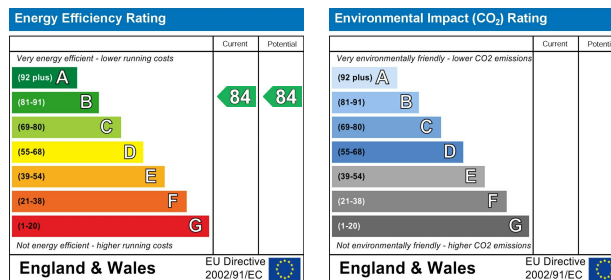 Energy Efficiency Rating
Current Potential
Very energy efficient - lower running costs
(92 plus) A
(81-91) B
84 84
(69-80) C
(55-68) D
(39-54) E
(21-38) F
(1-20) G
Not energy efficient - higher running costs
England & Wales
EU Directive
2002/91/EC
Environmental Impact (CO₂) Rating
Current Potential
Very environmentally friendly - lower CO2 emissions
(92 plus) A
(81-91) B
(69-80) C
(55-68) D
(39-54) E
(21-38) F
(1-20) G
Not environmentally friendly - higher CO2 emissions
England & Wales
EU Directive
2002/91/EC